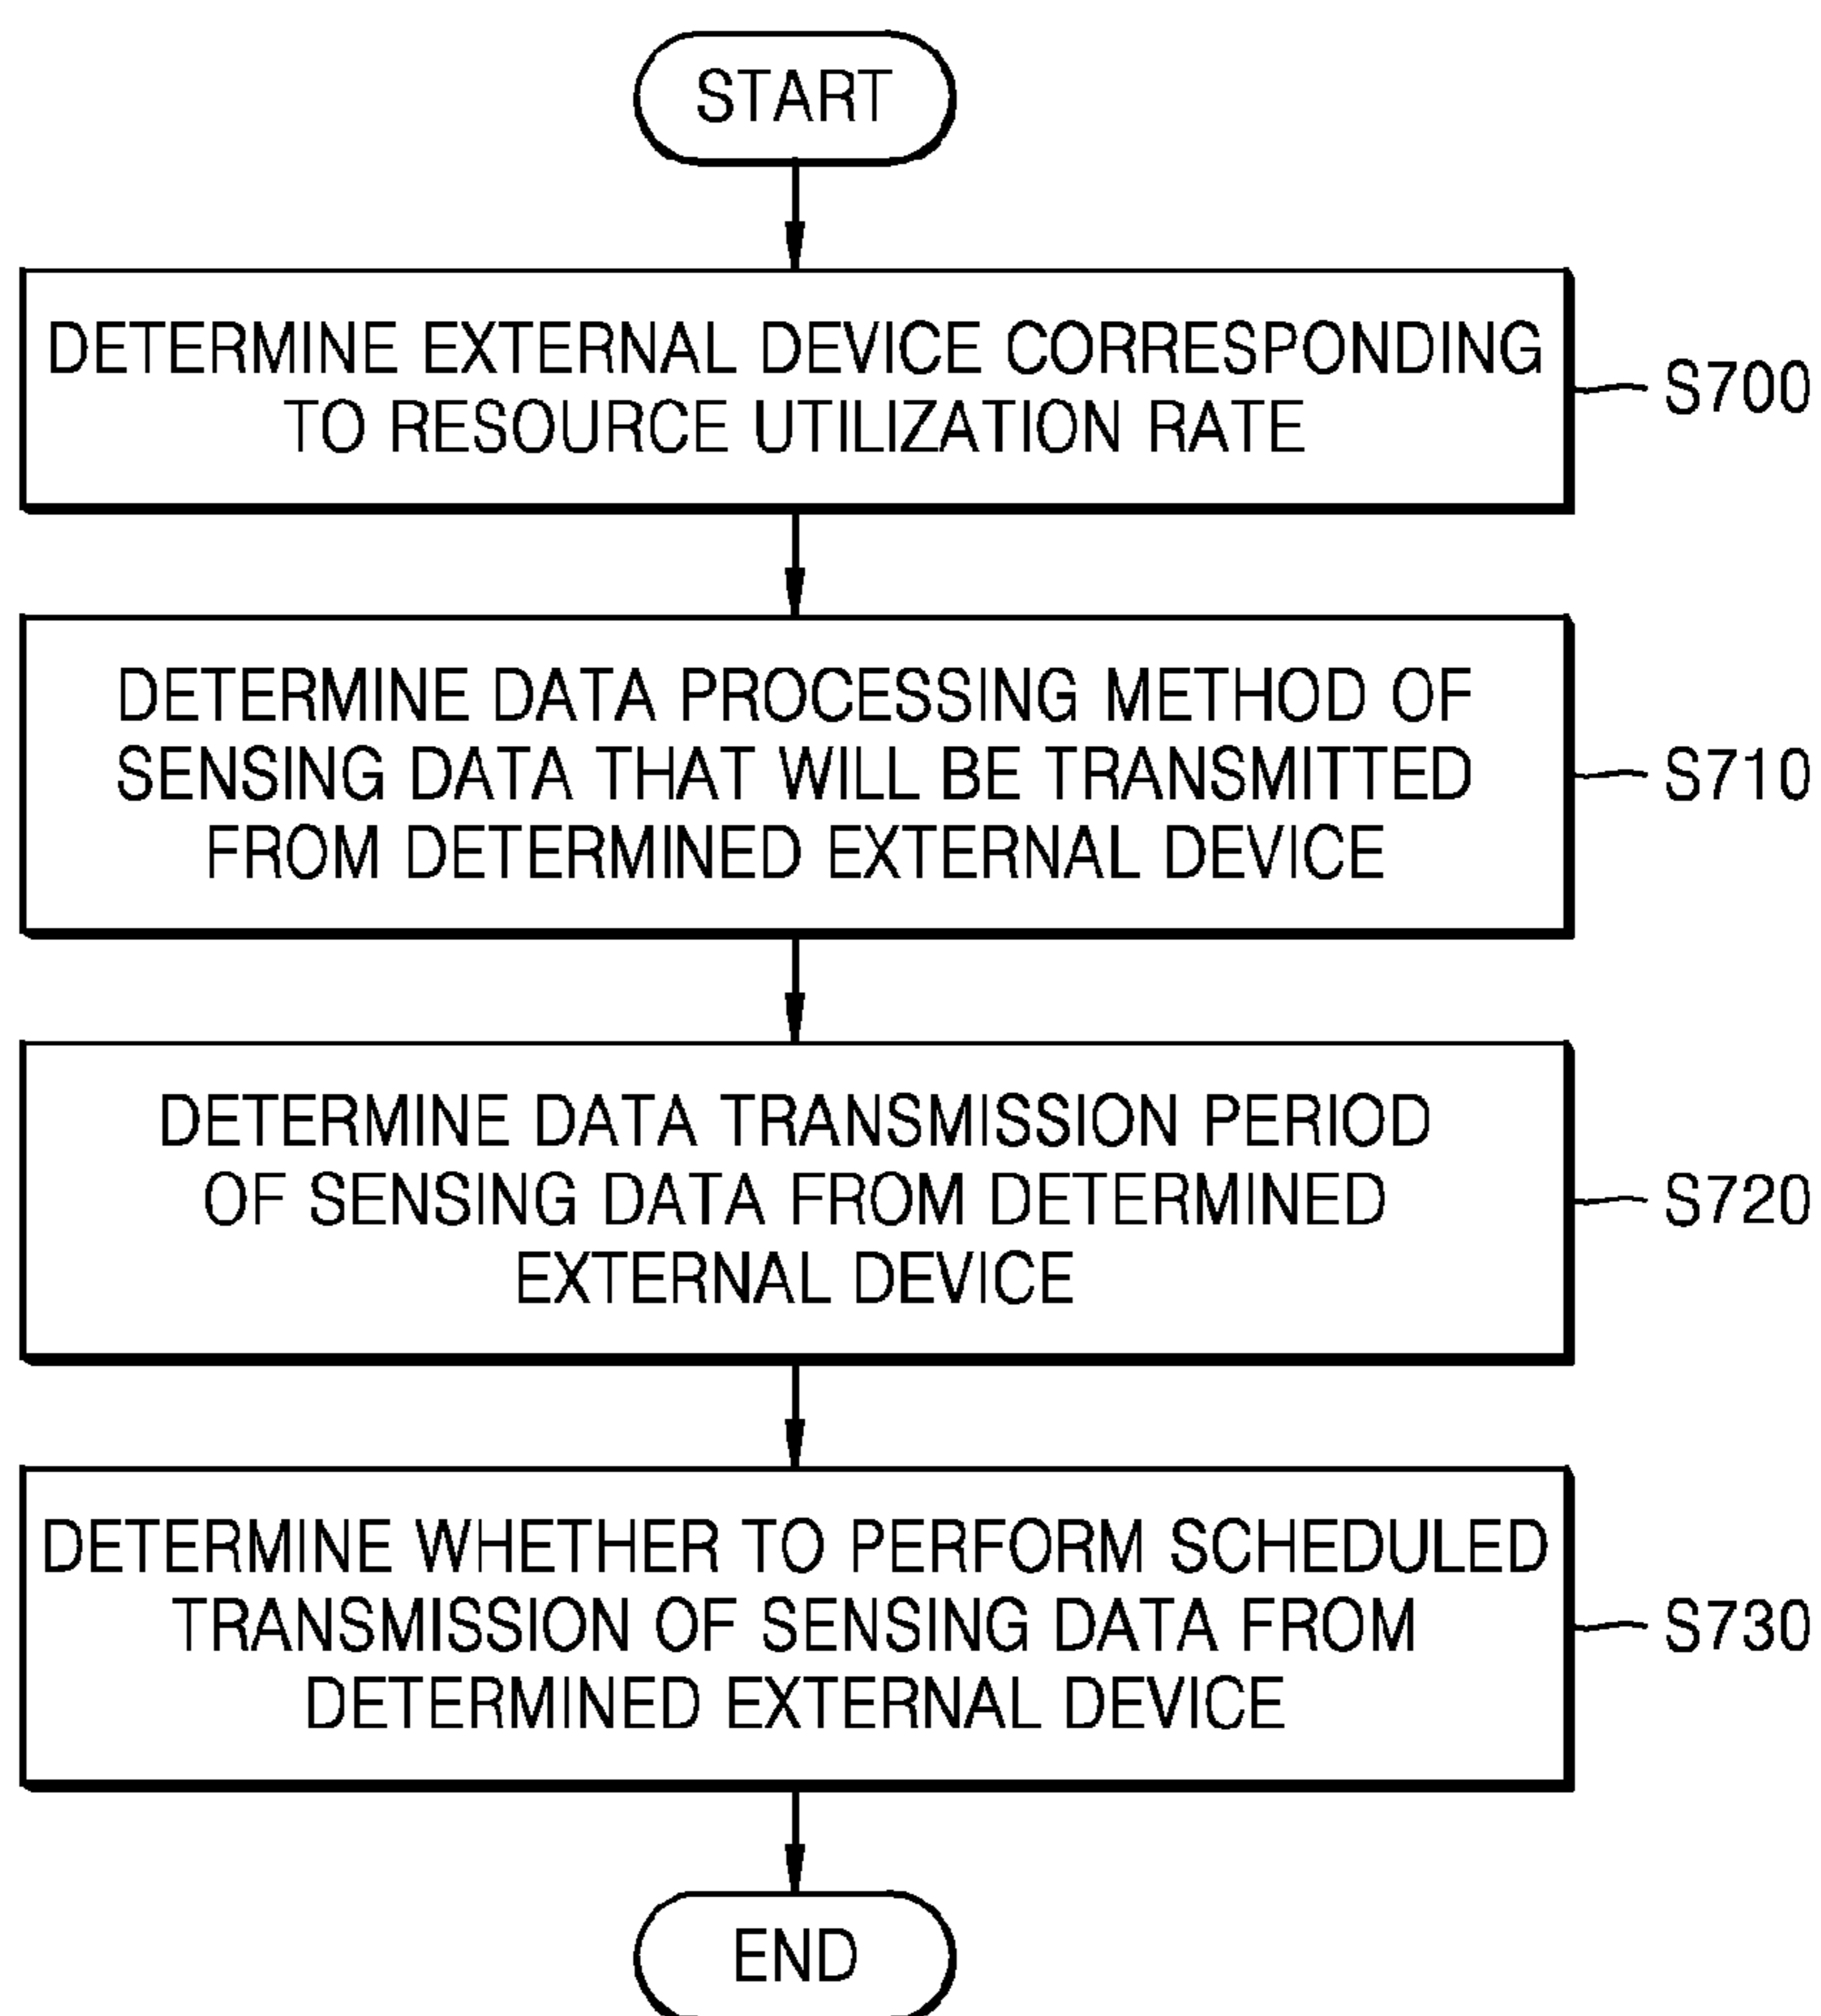 START
DETERMINE EXTERNAL DEVICE CORRESPONDING
TO RESOURCE UTILIZATION RATE
S700
DETERMINE DATA PROCESSING METHOD OF
SENSING DATA THAT WILL BE TRANSMITTED
FROM DETERMINED EXTERNAL DEVICE
S710
DETERMINE DATA TRANSMISSION PERIOD
OF SENSING DATA FROM DETERMINED
EXTERNAL DEVICE
S720
DETERMINE WHETHER TO PERFORM SCHEDULED
TRANSMISSION OF SENSING DATA FROM
DETERMINED EXTERNAL DEVICE
S730
END